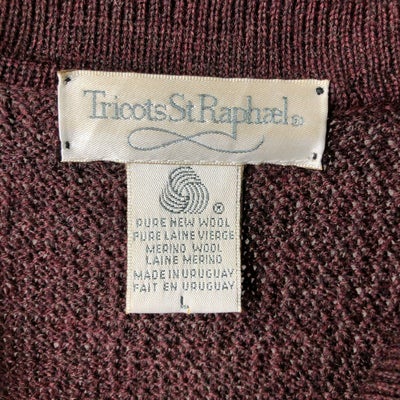 Tricots St Raphael®
®
PURE NEW WOOL
PURE LAINE VIERGE
MERINO WOOL
LAINE MERINO
MADE IN URUGUAY
FAIT EN URUGUAY
L